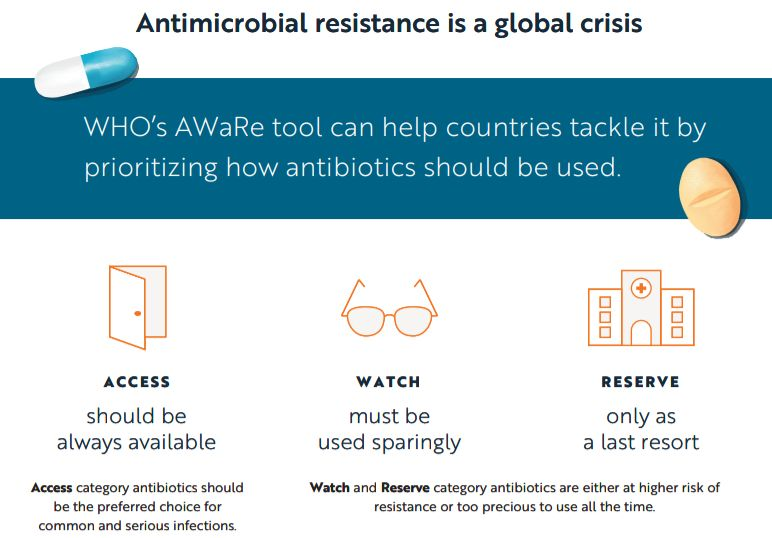 Antimicrobial resistance is a global crisis
WHO's AWaRe tool can help countries tackle it by
prioritizing how antibiotics should be used.
ACCESS
should be
always available
Access category antibiotics should
be the preferred choice for
common and serious infections.
WATCH
must be
used sparingly
RESERVE
only as
a last resort
Watch and Reserve category antibiotics are either at higher risk of
resistance or too precious to use all the time.